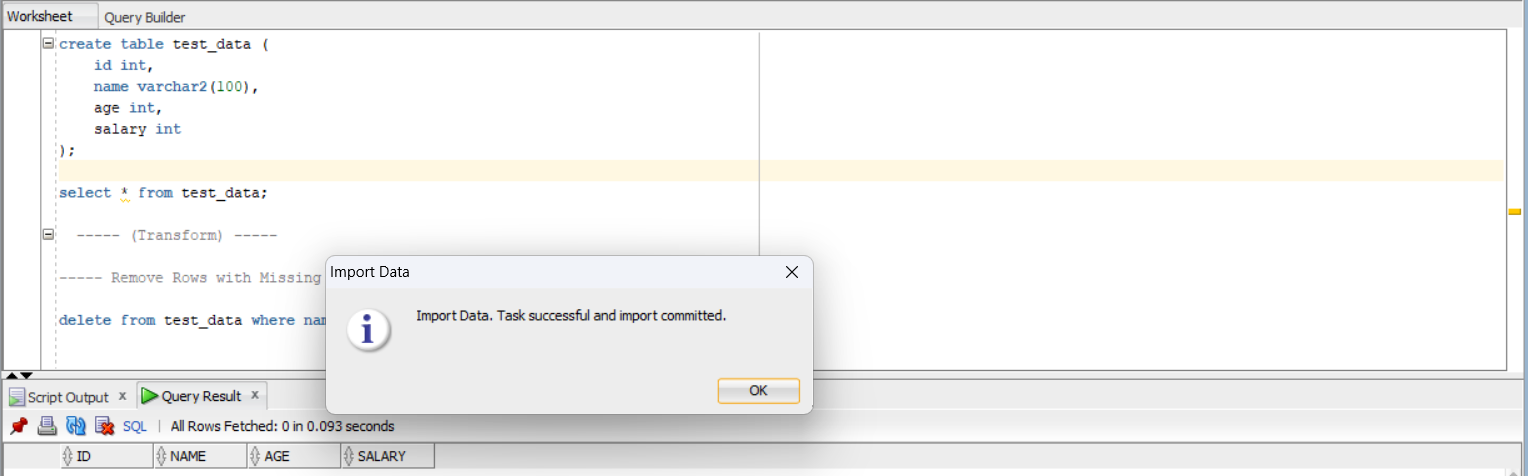 Worksheet Query Builder
create table test_data (
id int,
name varchar2(100),
age int,
salary int
);
select * from test_data;
----- (Transform) -----
----- Remove Rows with Missing
delete from test_data where nam
Import Data
Import Data. Task successful and import committed.
OK
Script Output x Query Result x
SQL | All Rows Fetched: 0 in 0.093 seconds
ID NAME AGE SALARY